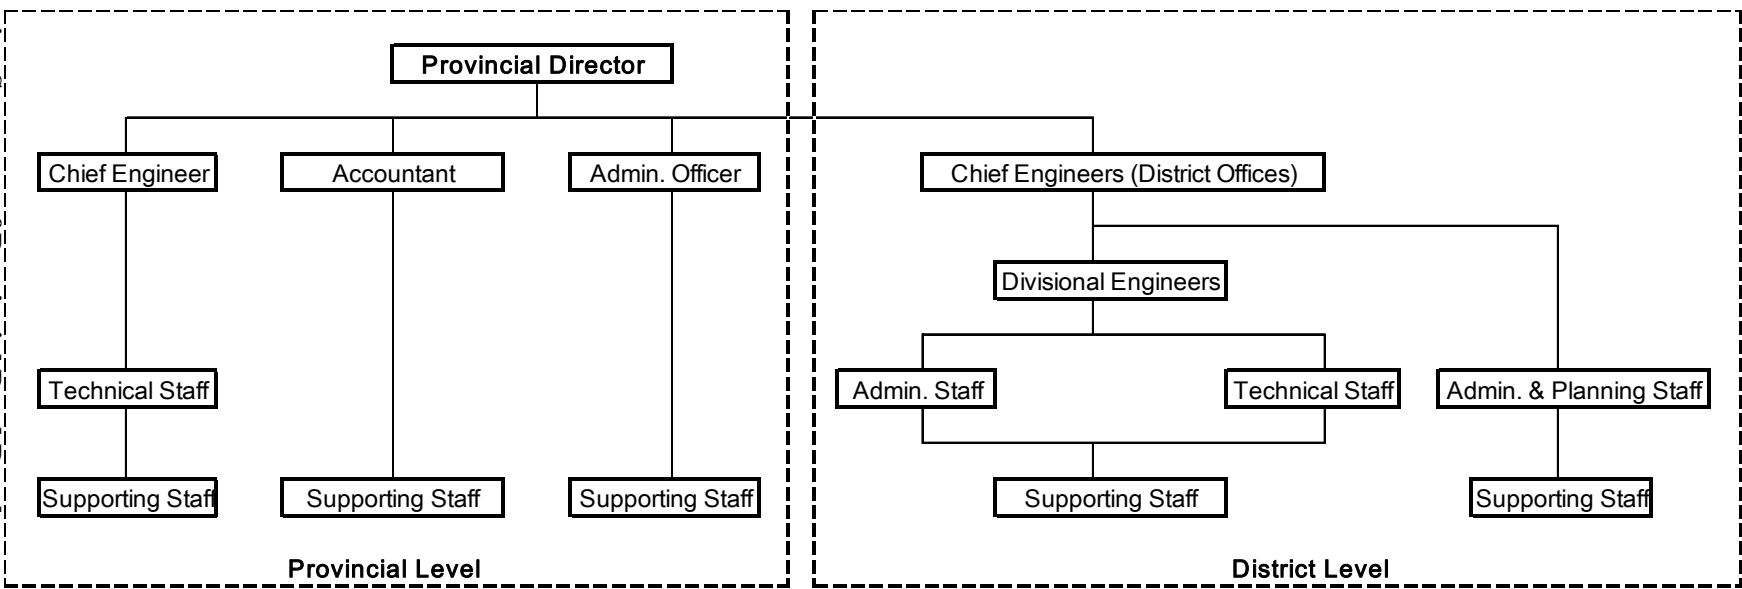 Provincial Director
Chief Engineer
Accountant
Admin. Officer
Chief Engineers (District Offices)
Divisional Engineers
Technical Staff
Admin. Staff
Technical Staff
Admin. & Planning Staff
Supporting Staff
Supporting Staff
Supporting Staff
Supporting Staff
Supporting Staff
Provincial Level
District Level